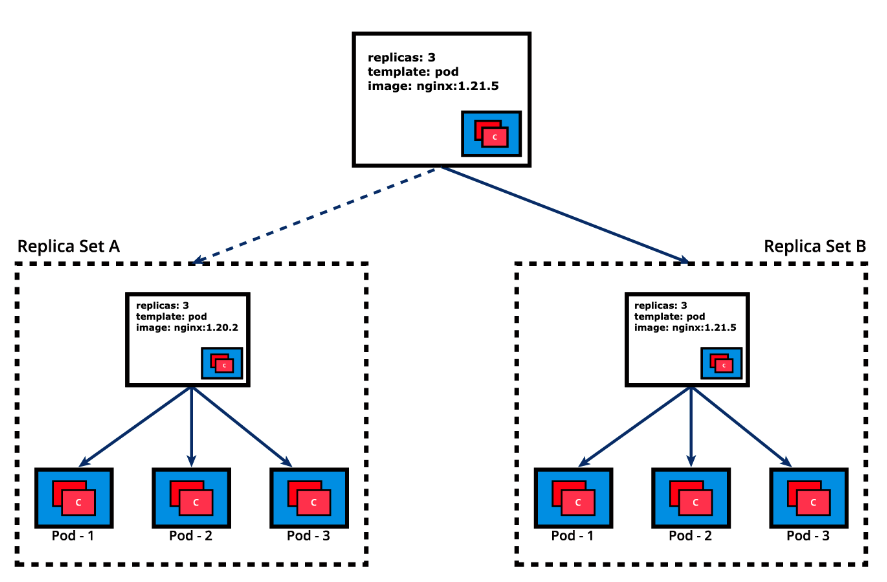 replicas: 3
template: pod
image: nginx:1.21.5
C
Replica Set A
Replica Set B
replicas: 3
template: pod
image: nginx:1.20.2
C
replicas: 3
template: pod
image: nginx:1.21.5
C
C
C
C
C
C
C
Pod - 1
Pod - 2
Pod - 3
Pod - 1
Pod - 2
Pod - 3